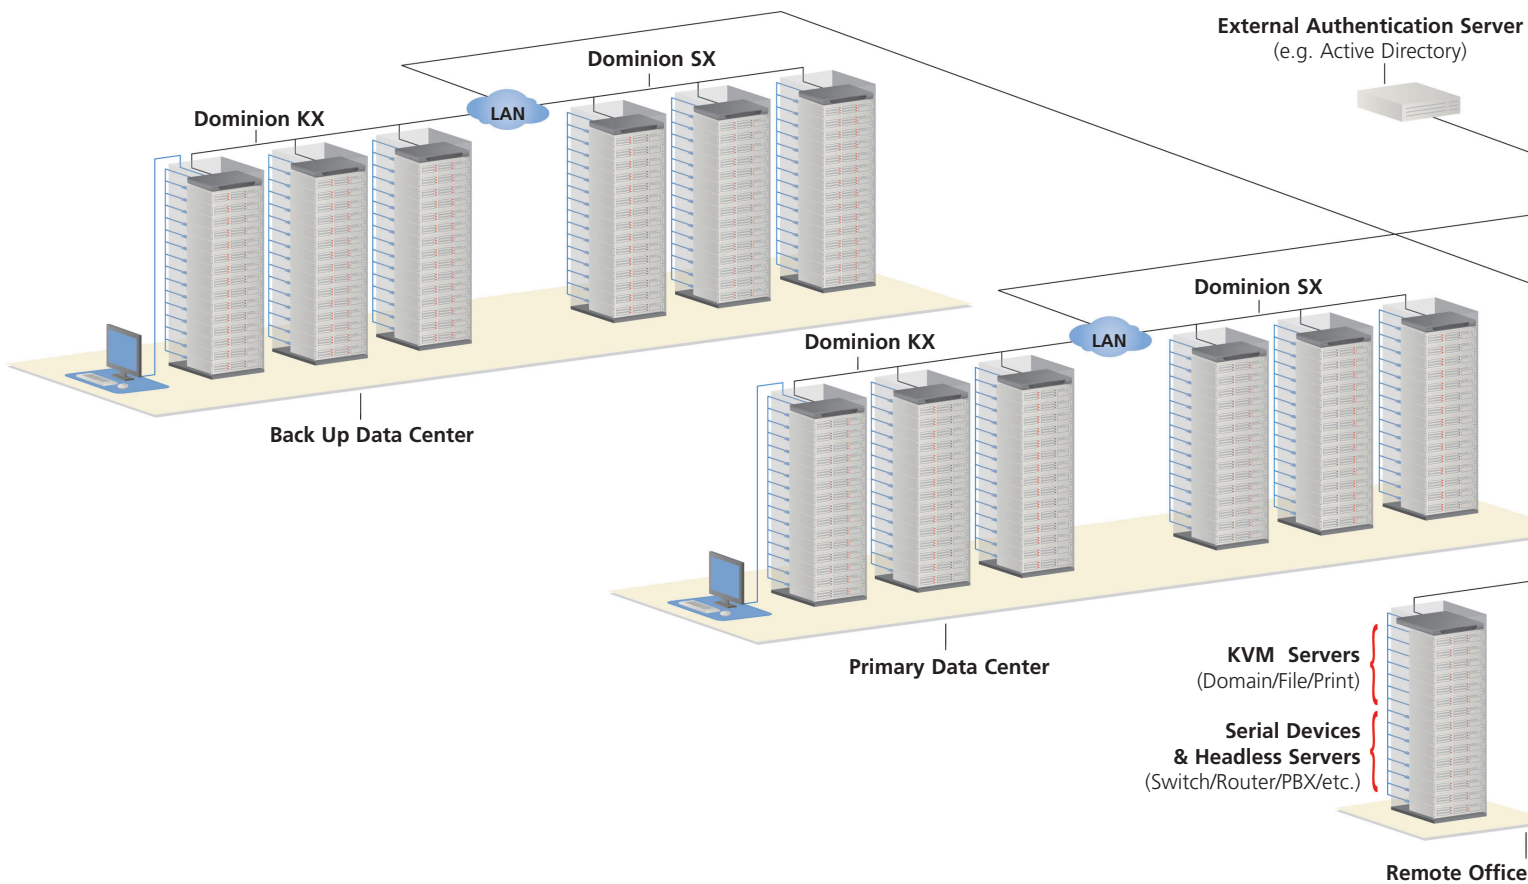 External Authentication Server
(e.g. Active Directory)
Dominion SX
LAN
Dominion KX
Back Up Data Center
Dominion SX
LAN
Dominion KX
Primary Data Center
KVM Servers
(Domain/File/Print)
Serial Devices
& Headless Servers
(Switch/Router/PBX/etc.)
Remote Office